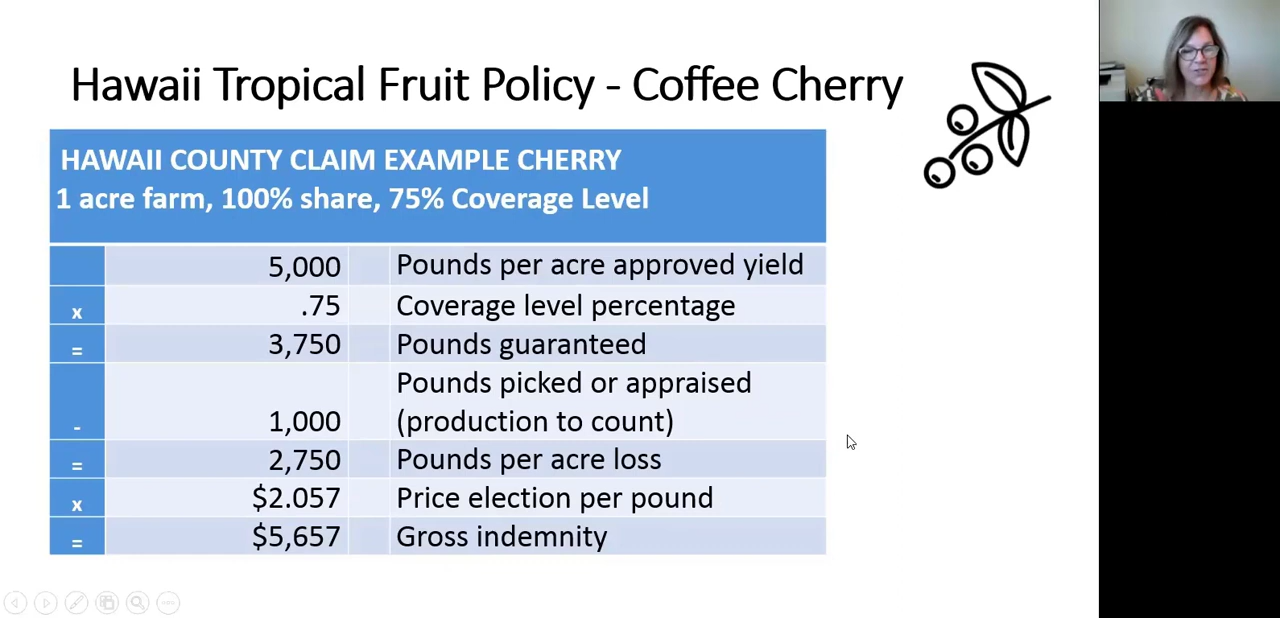 Hawaii Tropical Fruit Policy - Coffee Cherry
HAWAII COUNTY CLAIM EXAMPLE CHERRY
1 acre farm, 100% share, 75% Coverage Level
5,000 Pounds per acre approved yield
x .75 Coverage level percentage
= 3,750 Pounds guaranteed
Pounds picked or appraised
- 1,000 (production to count)
= 2,750 Pounds per acre loss
x $2.057 Price election per pound
= $5,657 Gross indemnity